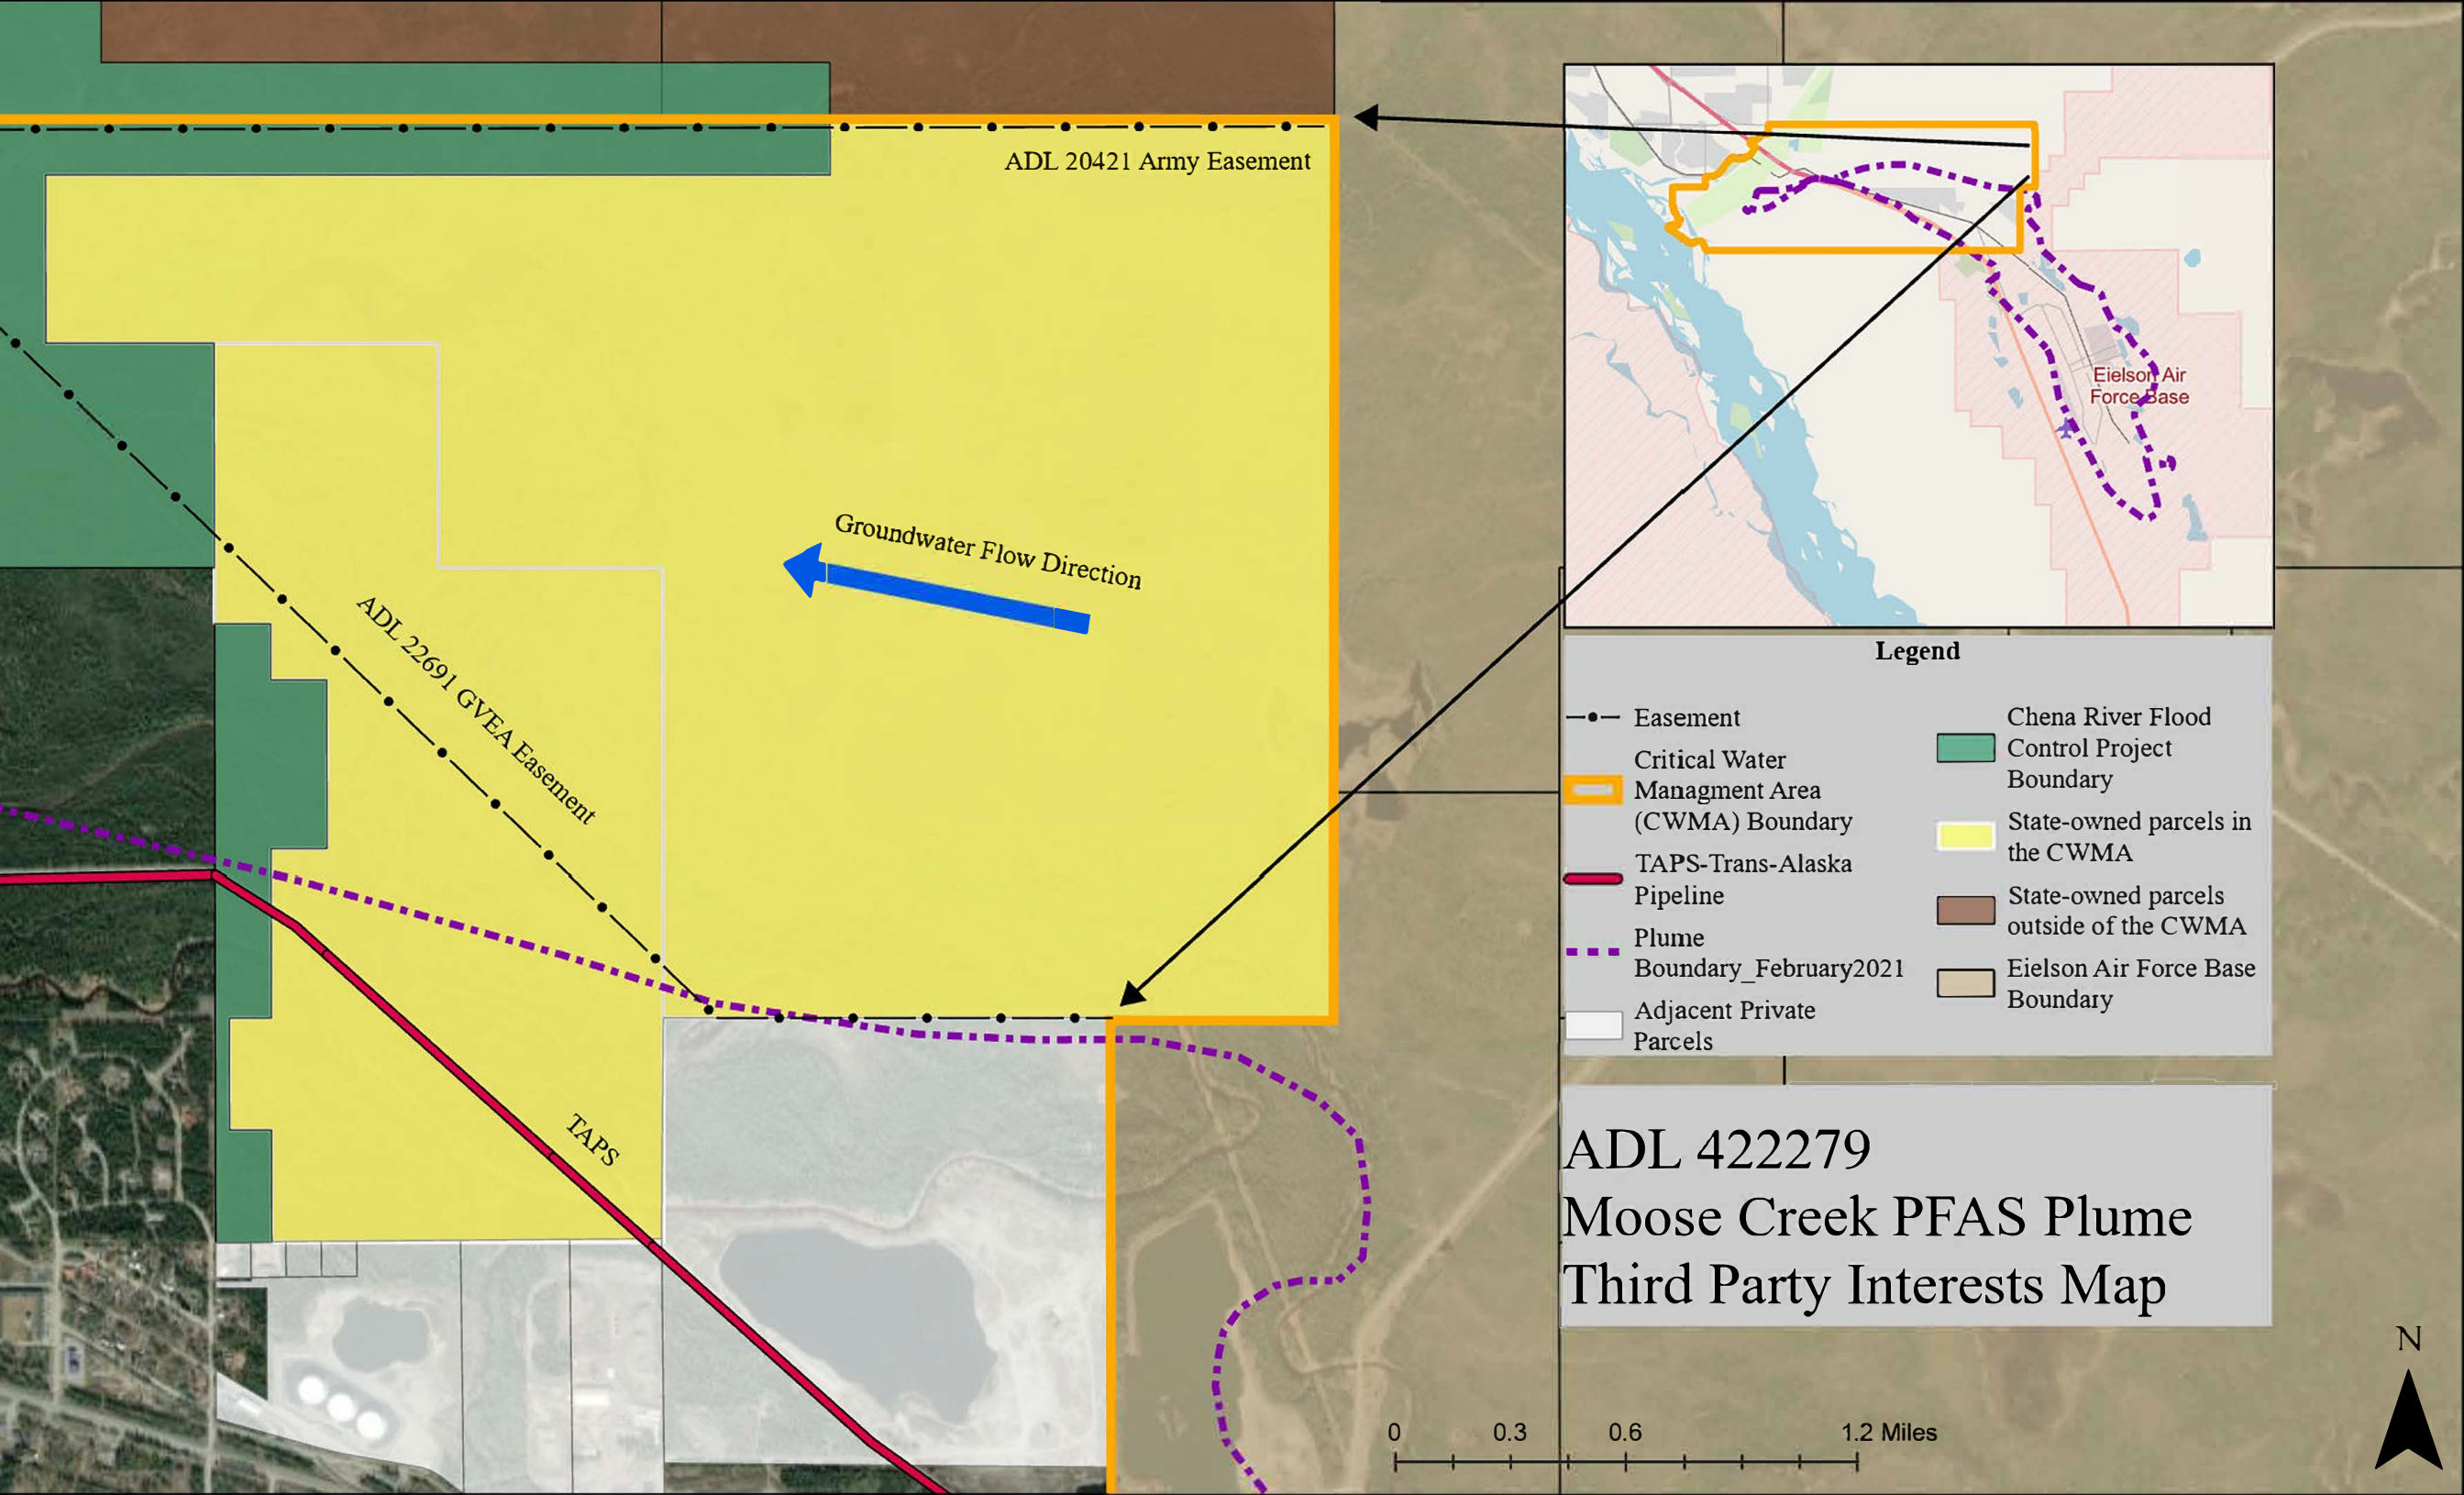 ADL 20421 Army Easement
Groundwater Flow Direction
ADL 22691 GVEA Easement
TAPS
Eielson Air
Force Base
Legend
Easement
Critical Water
Managment Area
(CWMA) Boundary
TAPS-Trans-Alaska
Pipeline
Plume
Boundary_February2021
Adjacent Private
Parcels
Chena River Flood
Control Project
Boundary
State-owned parcels in
the CWMA
State-owned parcels
outside of the CWMA
Eielson Air Force Base
Boundary
ADL 422279
Moose Creek PFAS Plume
Third Party Interests Map
N
0 0.3 0.6 1.2 Miles